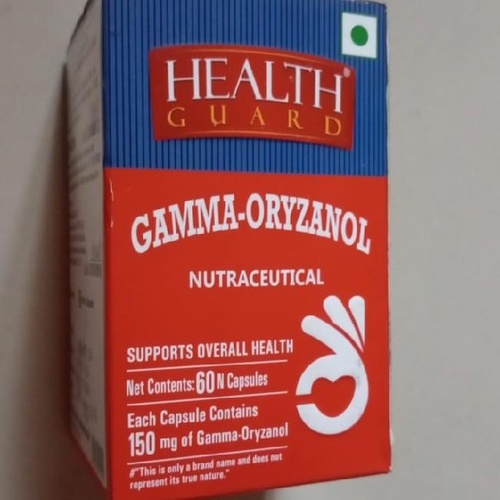 HEALTH®
GUARD
GAMMA-ORYZANOL
NUTRACEUTICAL
SUPPORTS OVERALL HEALTH
Net Contents: 60 N Capsules
Each Capsule Contains
150 mg of Gamma-Oryzanol
#"This is only a brand name and does not
represent its true nature."